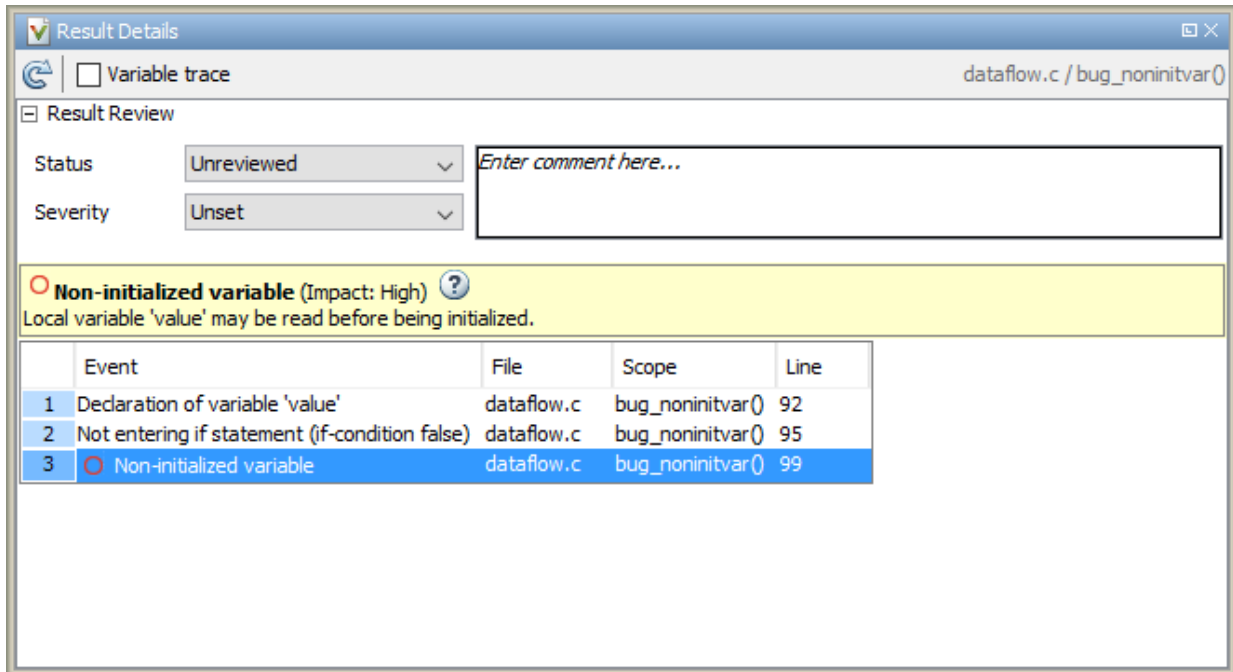 Result Details
Variable trace dataflow.c / bug_noninitvar()
Result Review
Status Unreviewed Enter comment here...
Severity Unset
Non-initialized variable (Impact: High) ?
Local variable 'value' may be read before being initialized.
Event File Scope Line
1 Declaration of variable 'value' dataflow.c bug_noninitvar() 92
2 Not entering if statement (if-condition false) dataflow.c bug_noninitvar() 95
3 Non-initialized variable dataflow.c bug_noninitvar() 99